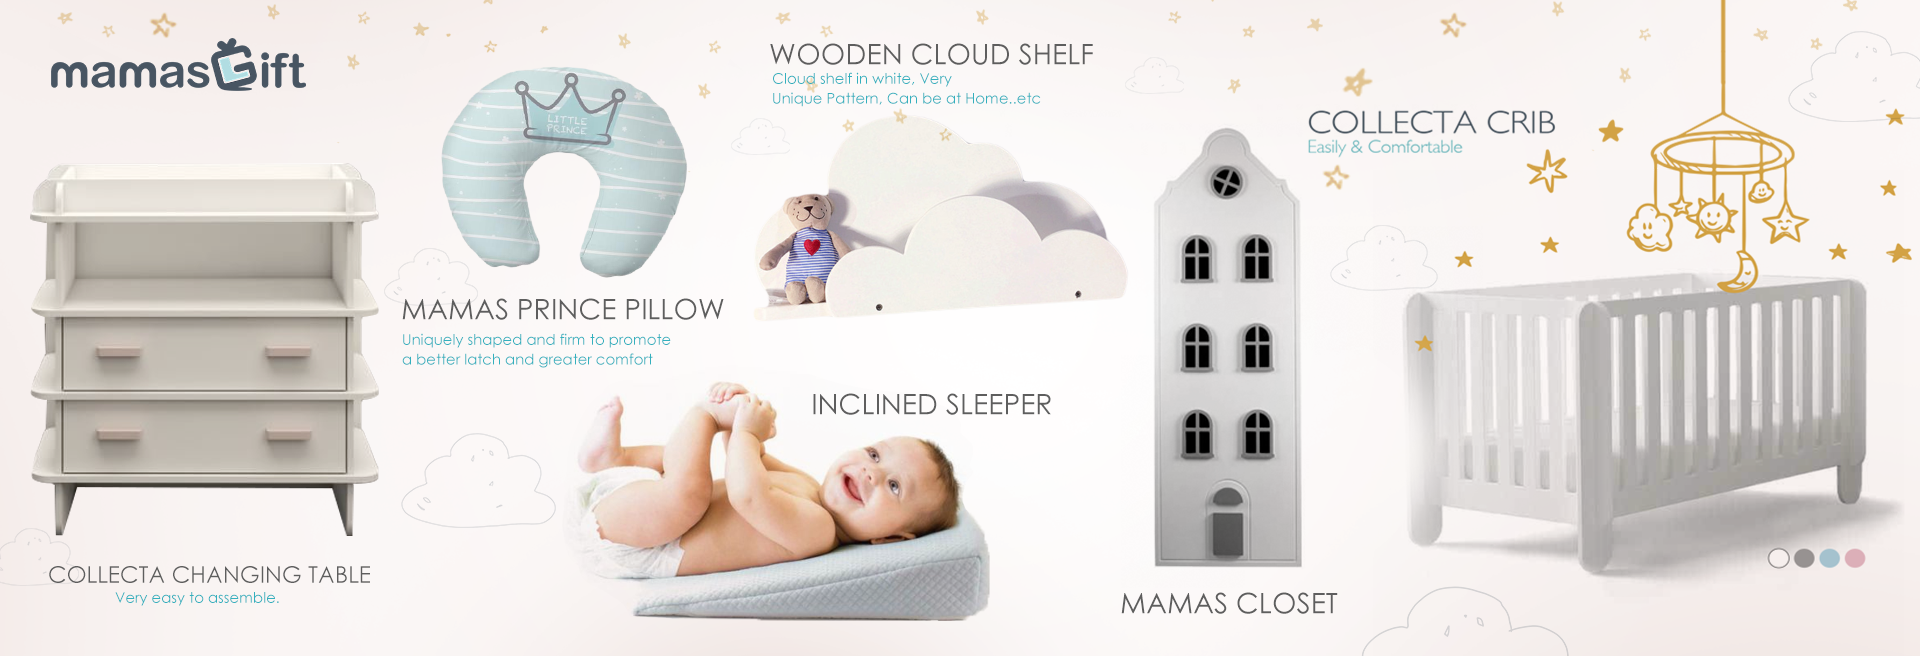 mamasGift
WOODEN CLOUD SHELF
Cloud shelf in white, Very
Unique Pattern, Can be at Home..etc
LITTLE
PRINCE
COLLECTA CRIB
Easily & Comfortable
MAMAS PRINCE PILLOW
Uniquely shaped and firm to promote
a better latch and greater comfort
INCLINED SLEEPER
COLLECTA CHANGING TABLE
Very easy to assemble.
MAMAS CLOSET